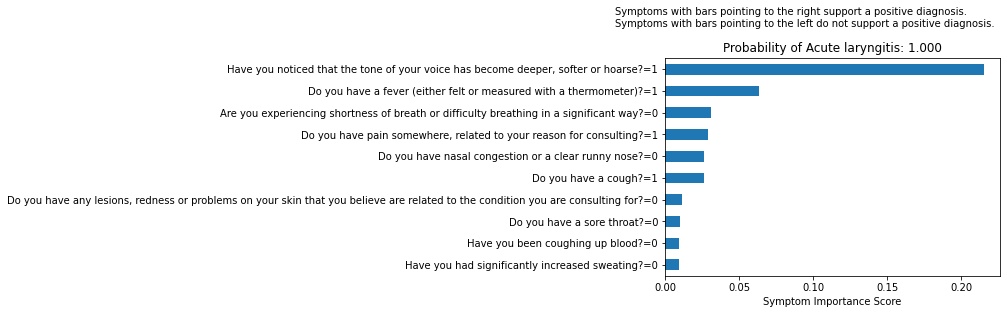 Symptoms with bars pointing to the right support a positive diagnosis.
Symptoms with bars pointing to the left do not support a positive diagnosis.
Probability of Acute laryngitis: 1.000
Have you noticed that the tone of your voice has become deeper, softer or hoarse?=1
Do you have a fever (either felt or measured with a thermometer)?=1
Are you experiencing shortness of breath or difficulty breathing in a significant way?=0
Do you have pain somewhere, related to your reason for consulting?=1
Do you have nasal congestion or a clear runny nose?=0
Do you have a cough?=1
Do you have any lesions, redness or problems on your skin that you believe are related to the condition you are consulting for?=0
Do you have a sore throat?=0
Have you been coughing up blood?=0
Have you had significantly increased sweating?=0
0.00 0.05 0.10 0.15 0.20
Symptom Importance Score